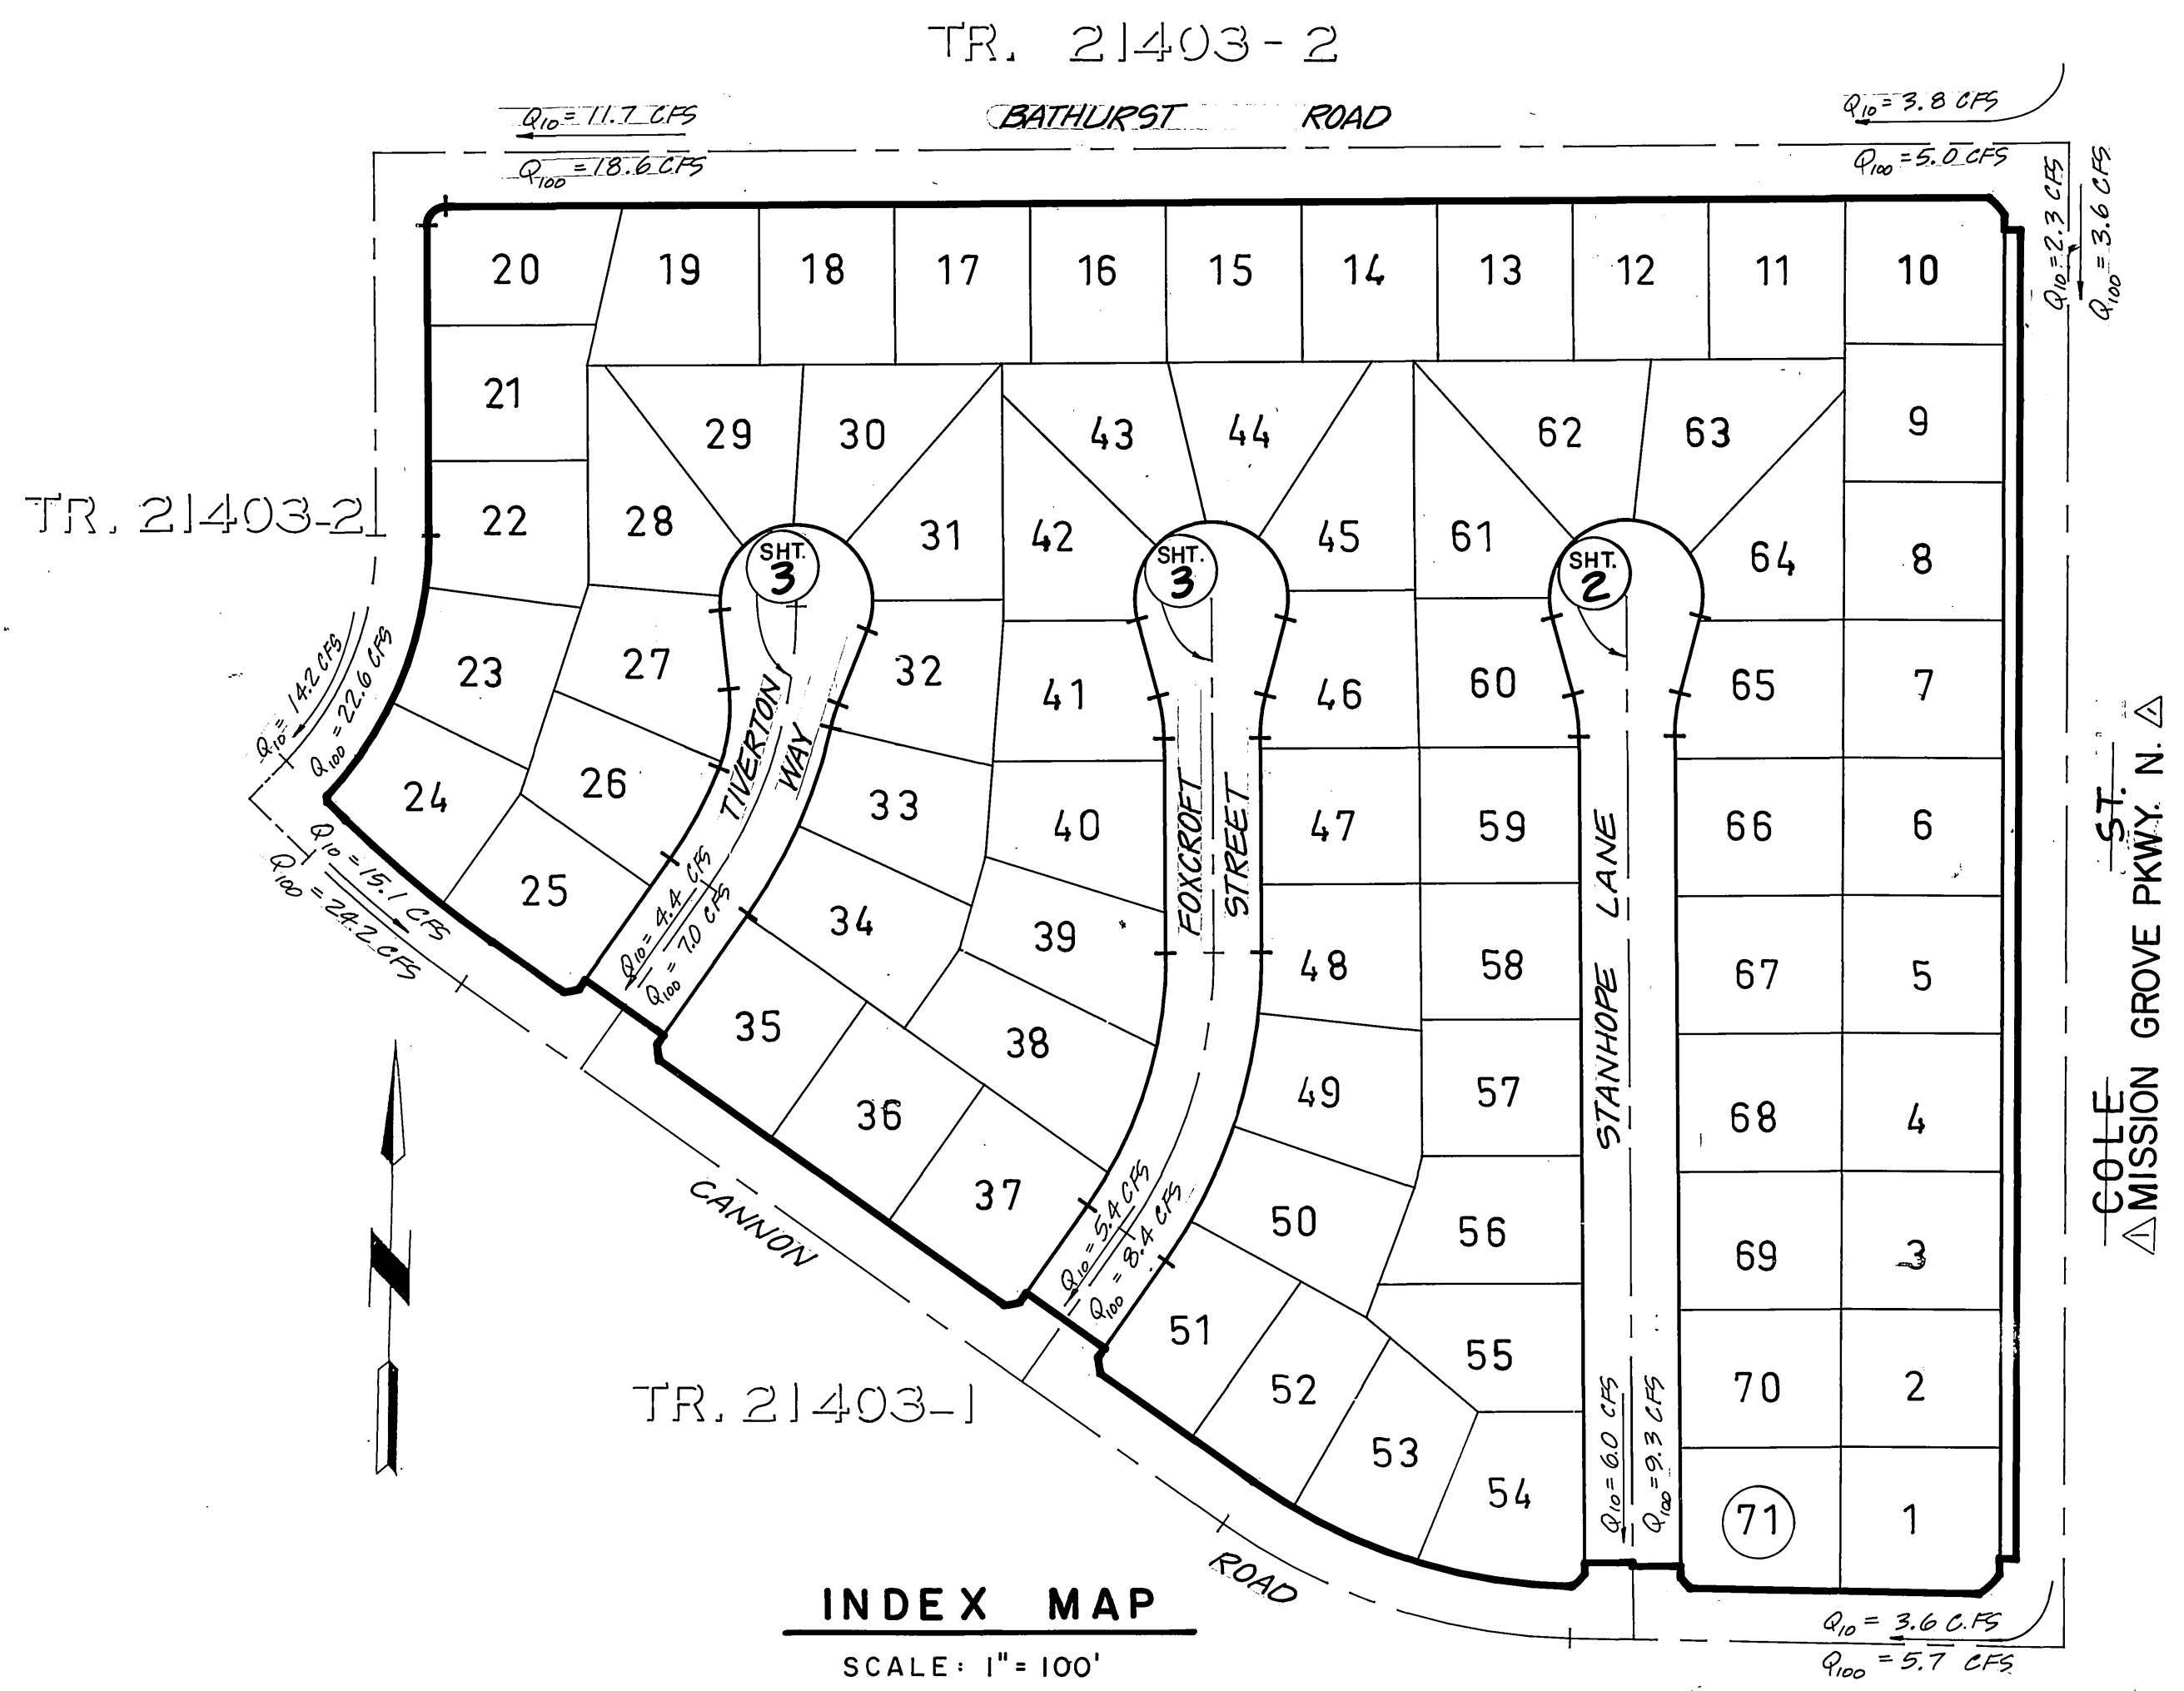 TR. 21403-2
Q10 = 11.7 CFS
BATHURST ROAD
Q10 = 3.8 CFS
Q100 = 18.6 CFS
Q100 = 5.0 CFS
Q10 = 2.3 CFS
Q100 = 3.6 CFS
20 19 18 17 16 15 14 13 12 11 10
21
29 30 43 44 62 63 9
TR. 21403-2
22 28 31 42 45 61 64 8
SHT. 3
SHT. 3
SHT. 2
23 27 32 41 46 60 65 7
Q10 = 14.2 CFS
Q100 = 22.6 CFS
TIVERTON
WAY
24 26 33 40 47 59 66 6
FOXCROFT
STREET
STANHOPE LANE
COLE ST.
MISSION GROVE PKWY. N. 1
1
Q10 = 15.1 CFS
Q100 = 24.2 CFS
25 34 39 48 58 67 5
Q10 = 4.4 CFS
Q100 = 7.0 CFS
35 38 49 57 68 4
N
36
37 50 56 69 3
Q10 = 5.4 CFS
Q100 = 8.4 CFS
CANNON
51 55
52 70 2
TR. 21403-1
53 54 71 1
Q10 = 6.0 CFS
Q100 = 9.3 CFS
ROAD
INDEX MAP
SCALE: 1" = 100'
Q10 = 3.6 C.FS
Q100 = 5.7 CFS